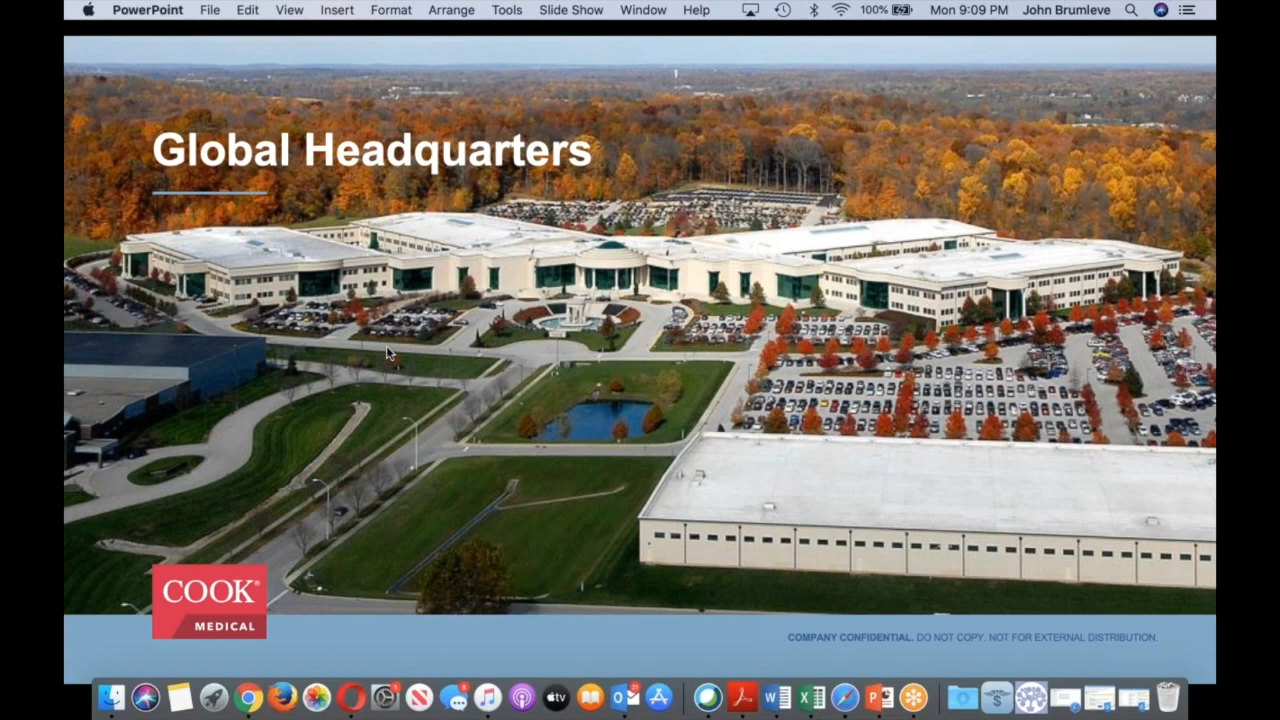 PowerPoint File Edit View Insert Format Arrange Tools Slide Show Window Help 100% Mon 9:09 PM John Brumleve
Global Headquarters
COOK®
MEDICAL
COMPANY CONFIDENTIAL. DO NOT COPY. NOT FOR EXTERNAL DISTRIBUTION.
tv